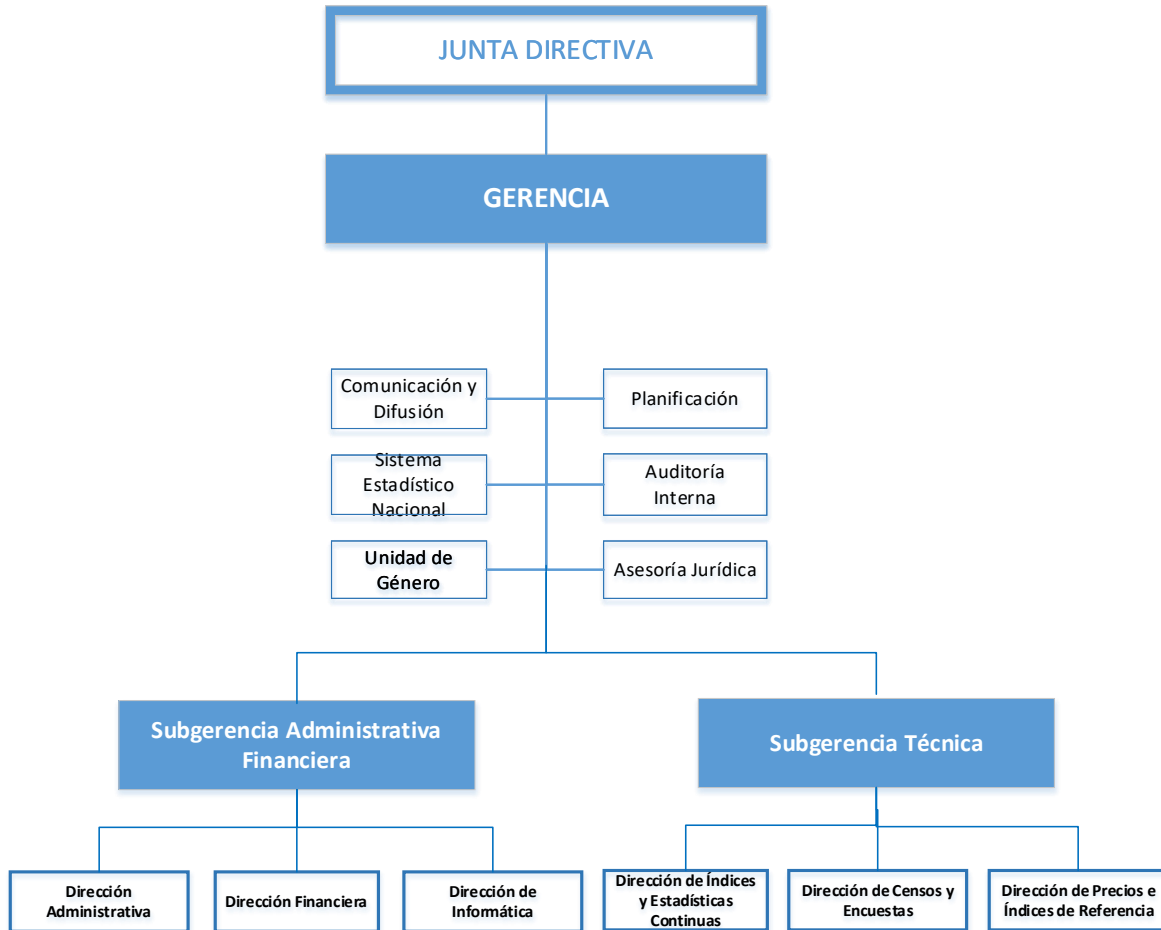 JUNTA DIRECTIVA
GERENCIA
Comunicación y
Difusión
Planificación
Sistema
Estadístico
Nacional
Auditoría
Interna
Unidad de
Género
Asesoría Jurídica
Subgerencia Administrativa
Financiera
Subgerencia Técnica
Dirección
Administrativa
Dirección Financiera
Dirección de
Informática
Dirección de Índices
y Estadísticas
Continuas
Dirección de Censos y
Encuestas
Dirección de Precios e
Índices de Referencia